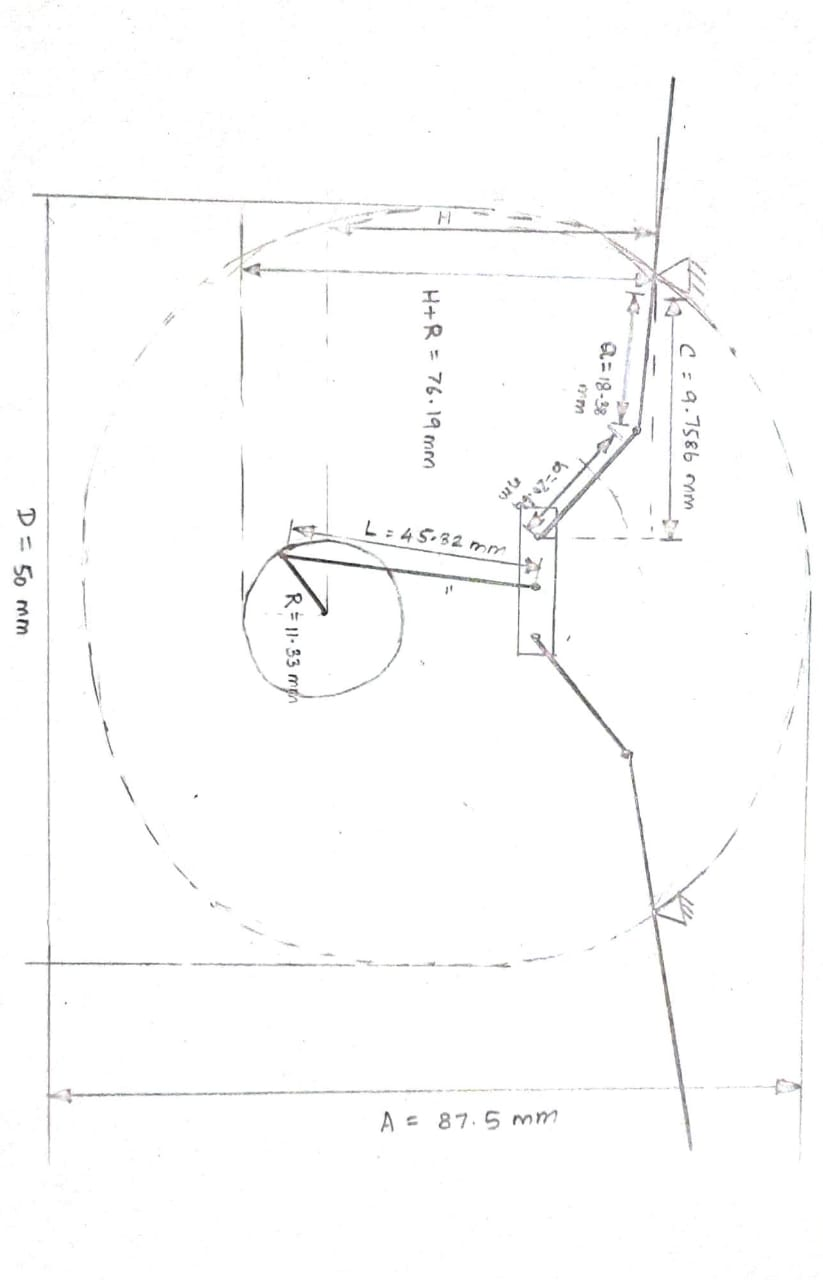 A = 87.5 mm
C = 9.7586 mm
H
H+R = 76.19 mm
a = 18.38
mm
mm
L = 45.32 mm
R = 11.33 mm
D = 50 mm